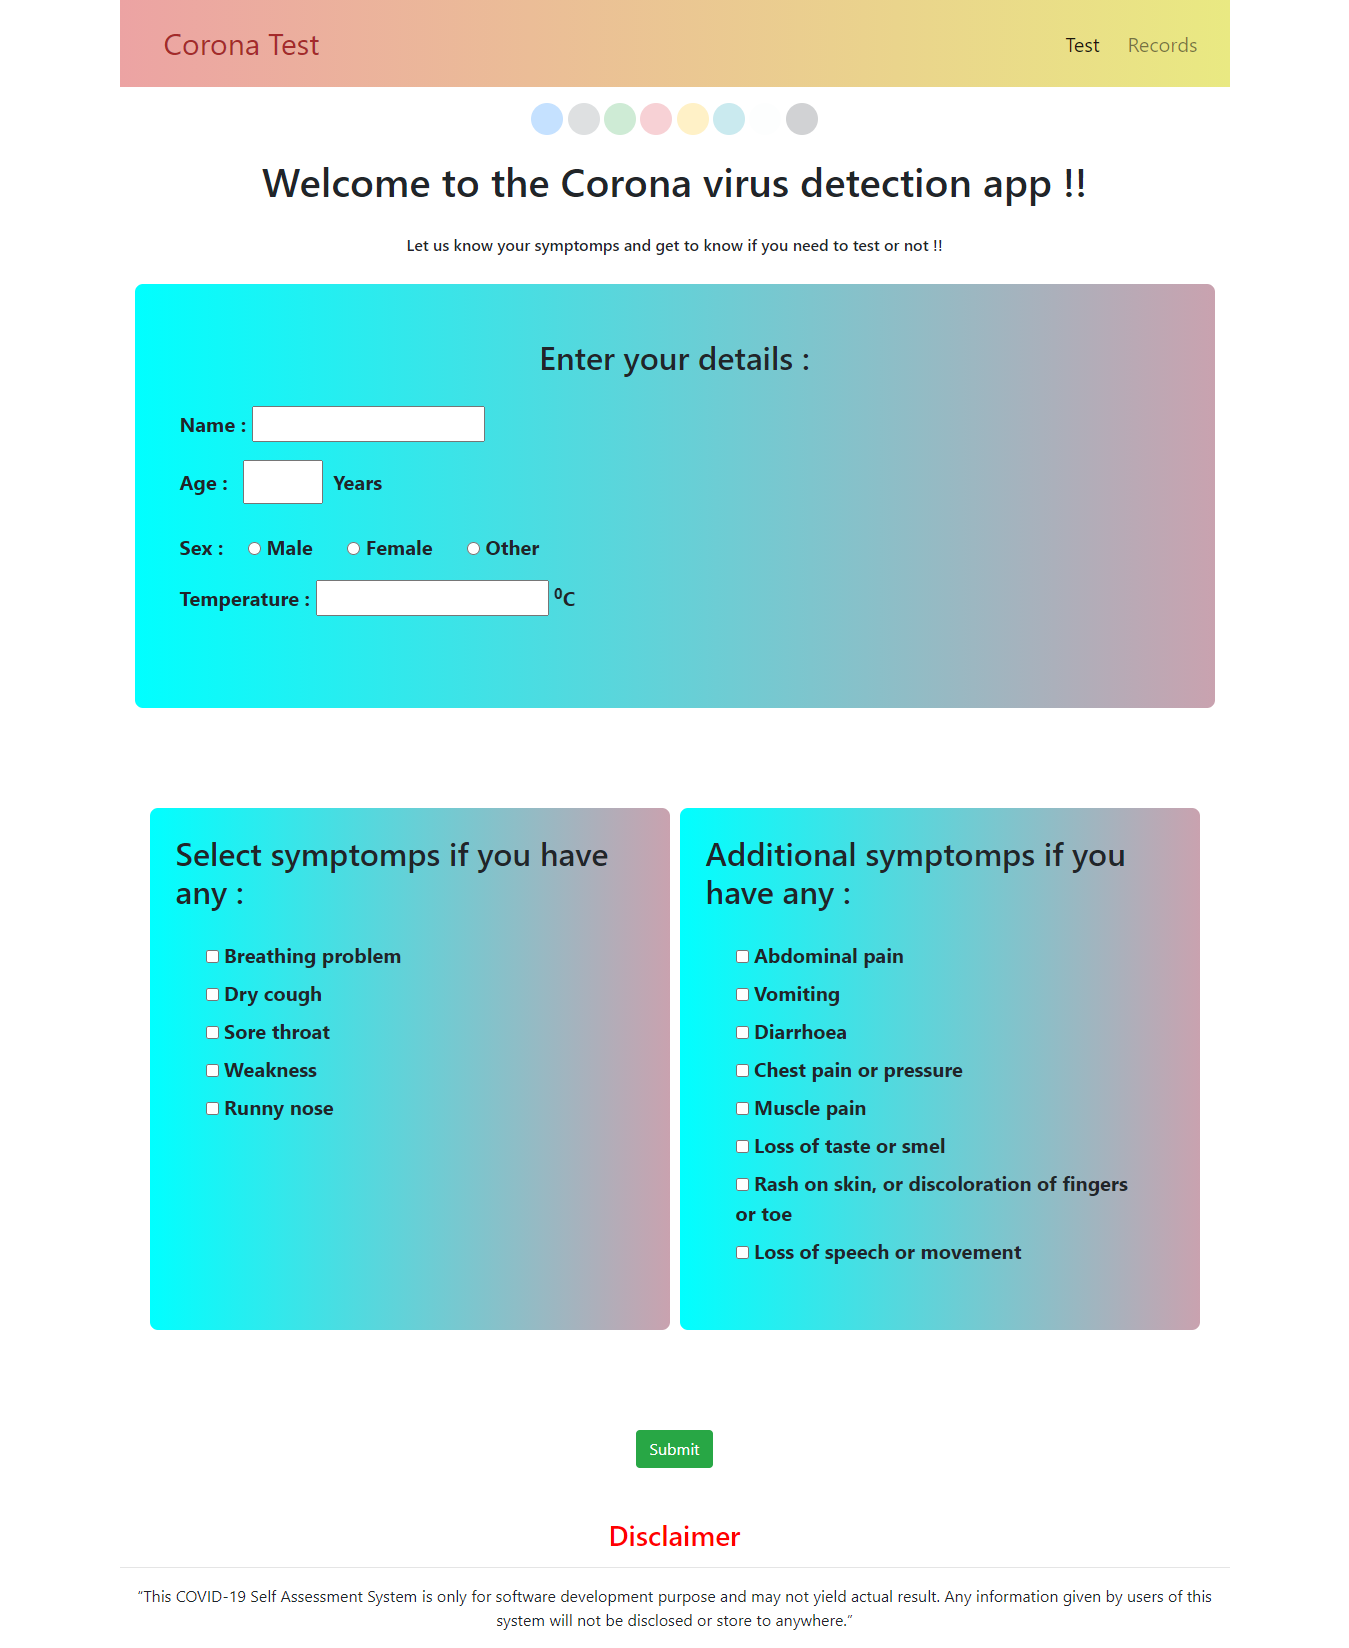 Corona Test
Test
Records
Welcome to the Corona virus detection app !!
Let us know your symptomps and get to know if you need to test or not !!
Enter your details :
Name :
Age : Years
Sex : Male Female Other
Temperature : ⁰C
Select symptomps if you have
any :
Breathing problem
Dry cough
Sore throat
Weakness
Runny nose
Additional symptomps if you
have any :
Abdominal pain
Vomiting
Diarrhoea
Chest pain or pressure
Muscle pain
Loss of taste or smel
Rash on skin, or discoloration of fingers
or toe
Loss of speech or movement
Submit
Disclaimer
“This COVID-19 Self Assessment System is only for software development purpose and may not yield actual result. Any information given by users of this
system will not be disclosed or store to anywhere.”